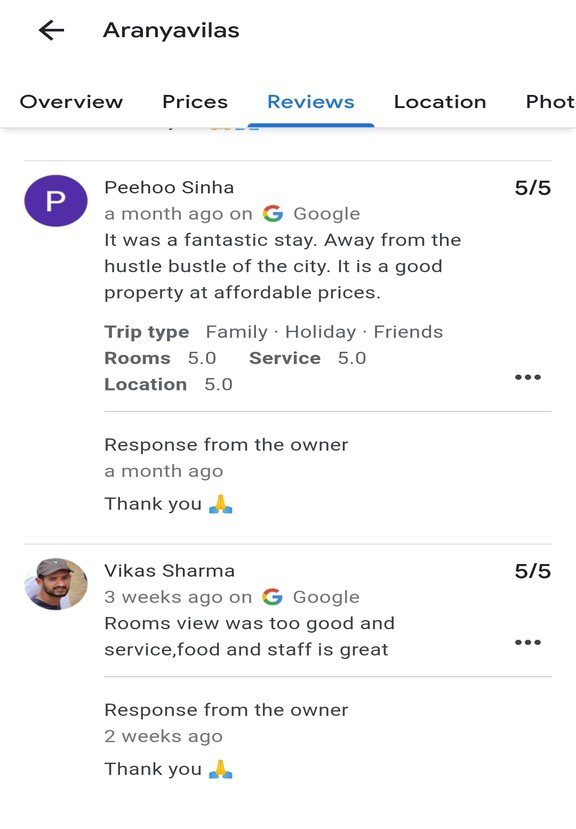 Aranyavilas
Overview Prices Reviews Location Phot
P Peehoo Sinha 5/5
a month ago on Google
It was a fantastic stay. Away from the
hustle bustle of the city. It is a good
property at affordable prices.
Trip type Family · Holiday · Friends
Rooms 5.0 Service 5.0
Location 5.0
Response from the owner
a month ago
Thank you 🙏
Vikas Sharma 5/5
3 weeks ago on Google
Rooms view was too good and
service,food and staff is great
Response from the owner
2 weeks ago
Thank you 🙏